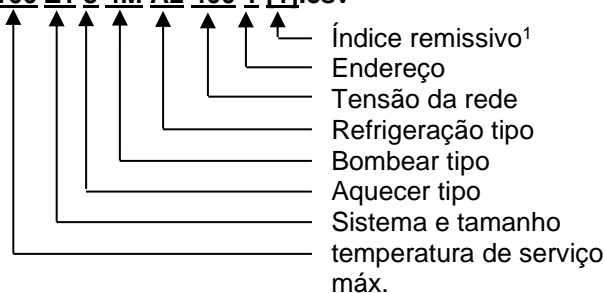 Índice remissivo¹
Endereço
Tensão da rede
Refrigeração tipo
Bombear tipo
Aquecer tipo
Sistema e tamanho
temperatura de serviço
máx.